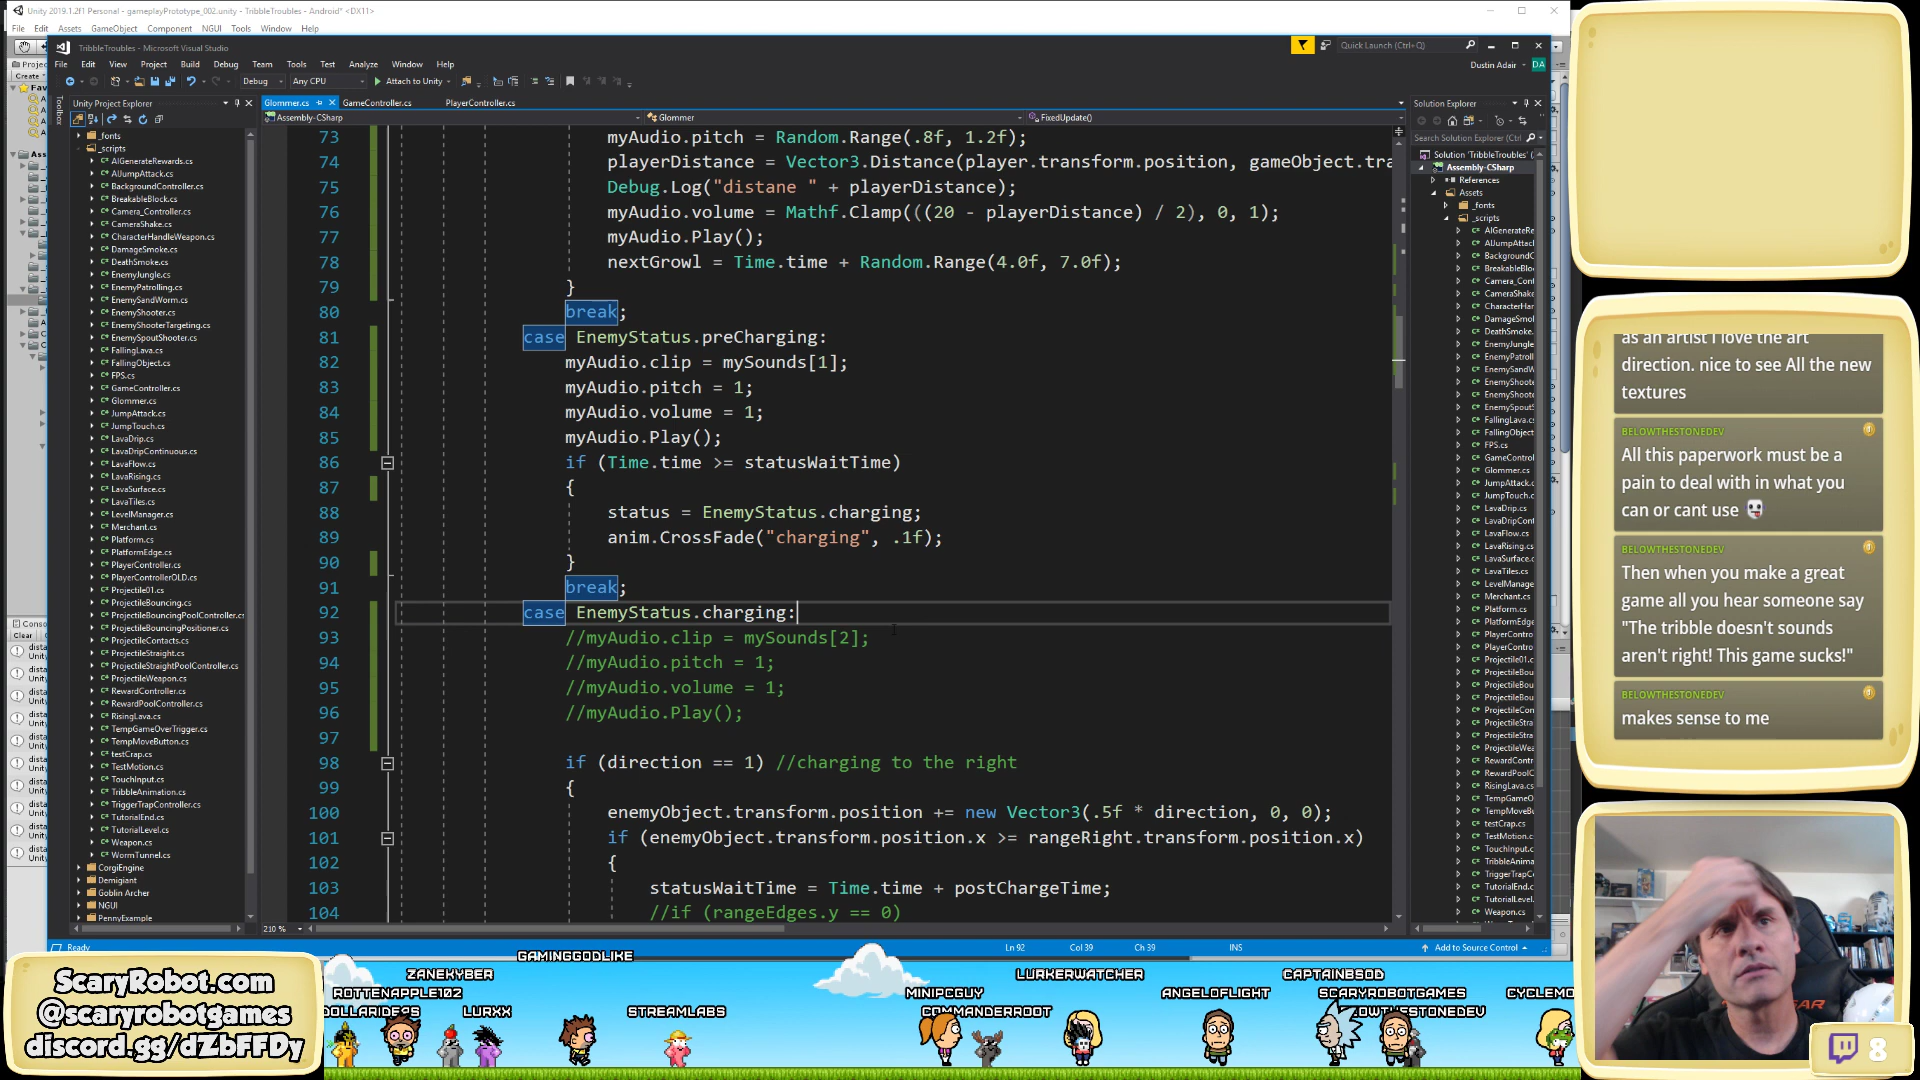 Unity 2019.1.2f1 Personal - gameplayPrototype_002.unity - TribbleTroubles - Android* <DX11>
File Edit Assets GameObject Component NGUI Tools Window Help
TribbleTroubles - Microsoft Visual Studio
Quick Launch (Ctrl+Q)
File Edit View Project Build Debug Team Tools Test Analyze Window Help
Dustin Adair DA
Debug Any CPU Attach to Unity
Unity Project Explorer
Glommer.cs GameController.cs PlayerController.cs
Assembly-CSharp Glommer FixedUpdate()
Toolbox
_fonts
_scripts
AIGenerateRewards.cs
AIJumpAttack.cs
BackgroundController.cs
BreakableBlock.cs
Camera_Controller.cs
CameraShake.cs
CharacterHandleWeapon.cs
DamageSmoke.cs
DeathSmoke.cs
EnemyJungle.cs
EnemyPatrolling.cs
EnemySandWorm.cs
EnemyShooter.cs
EnemyShooterTargeting.cs
EnemySpoutShooter.cs
FallingLava.cs
FallingObject.cs
FPS.cs
GameController.cs
Glommer.cs
JumpAttack.cs
JumpTouch.cs
LavaDrip.cs
LavaDripContinuous.cs
LavaFlow.cs
LavaRising.cs
LavaSurface.cs
LavaTiles.cs
LevelManager.cs
Merchant.cs
Platform.cs
PlatformEdge.cs
PlayerController.cs
PlayerControllerOLD.cs
Projectile01.cs
ProjectileBouncing.cs
ProjectileBouncingPoolController.cs
ProjectileBouncingPositioner.cs
ProjectileContacts.cs
ProjectileStraight.cs
ProjectileStraightPoolController.cs
ProjectileWeapon.cs
RewardController.cs
RewardPoolController.cs
RisingLava.cs
TempGameOverTrigger.cs
TempMoveButton.cs
testCrap.cs
TestMotion.cs
TouchInput.cs
TribbleAnimation.cs
TriggerTrapController.cs
TutorialEnd.cs
TutorialLevel.cs
Weapon.cs
WormTunnel.cs
CorgiEngine
Demigiant
Goblin Archer
NGUI
PennyExample
73 myAudio.pitch = Random.Range(.8f, 1.2f);
74 playerDistance = Vector3.Distance(player.transform.position, gameObject.tra
75 Debug.Log("distane " + playerDistance);
76 myAudio.volume = Mathf.Clamp(((20 - playerDistance) / 2), 0, 1);
77 myAudio.Play();
78 nextGrowl = Time.time + Random.Range(4.0f, 7.0f);
79 }
80 break;
81 case EnemyStatus.preCharging:
82 myAudio.clip = mySounds[1];
83 myAudio.pitch = 1;
84 myAudio.volume = 1;
85 myAudio.Play();
86 if (Time.time >= statusWaitTime)
87 {
88 status = EnemyStatus.charging;
89 anim.CrossFade("charging", .1f);
90 }
91 break;
92 case EnemyStatus.charging:
93 //myAudio.clip = mySounds[2];
94 //myAudio.pitch = 1;
95 //myAudio.volume = 1;
96 //myAudio.Play();
97
98 if (direction == 1) //charging to the right
99 {
100 enemyObject.transform.position += new Vector3(.5f * direction, 0, 0);
101 if (enemyObject.transform.position.x >= rangeRight.transform.position.x)
102 {
103 statusWaitTime = Time.time + postChargeTime;
104 //if (rangeEdges.y == 0)
210 %
Solution Explorer
Search Solution Explorer (Ctrl
Solution 'TribbleTroubles' (
Assembly-CSharp
References
Assets
_fonts
_scripts
AIGenerateRe
AIJumpAttack
Backgrounc
BreakableBlo
Camera_Cont
CameraShake
CharacterHan
DamageSmol
DeathSmoke.
EnemyJungle
EnemyPatroll
EnemySandW
EnemyShoote
EnemyShoote
EnemySpoutS
FallingLava.cs
FallingObject
FPS.cs
GameControl
Glommer.cs
JumpAttack.c
JumpTouch.cs
LavaDrip.cs
LavaDripCont
LavaFlow.cs
LavaRising.cs
LavaSurface.c
LavaTiles.cs
LevelManager
Merchant.cs
Platform.cs
PlatformEdge
PlayerControl
PlayerControl
Projectile01.cs
ProjectileBou
ProjectileBou
ProjectileBou
ProjectileCon
ProjectileStra
ProjectileStra
ProjectileWea
RewardContr
RewardPoolC
RisingLava.cs
TempGameO
TempMoveB
testCrap.cs
TestMotion.cs
TouchInput.cs
TribbleAnima
TriggerTrapC
TutorialEnd.c
TutorialLevel.
Weapon.cs
Ready Ln 92 Col 39 Ch 39 INS Add to Source Control
as an artist I love the art
direction. nice to see All the new
textures
BELOWTHESTONEDEV
All this paperwork must be a
pain to deal with in what you
can or cant use
BELOWTHESTONEDEV
Then when you make a great
game all you hear someone say
"The tribble doesn't sounds
aren't right! This game sucks!"
BELOWTHESTONEDEV
makes sense to me
ScaryRobot.com
@scaryrobotgames
discord.gg/dZbFFDy
GAMINGGODLIKE
ZANEKYBER
ROTTENAPPLE102
DOLLARIDEAS
LURXX
STREAMLABS
LURKERWATCHER
MINIPCGUY
COMMANDERROOT
ANGELOFLIGHT
CAPTAINBSOD
SCARYROBOTGAMES
OWTHESTONEDEV
CYCLEMO
8